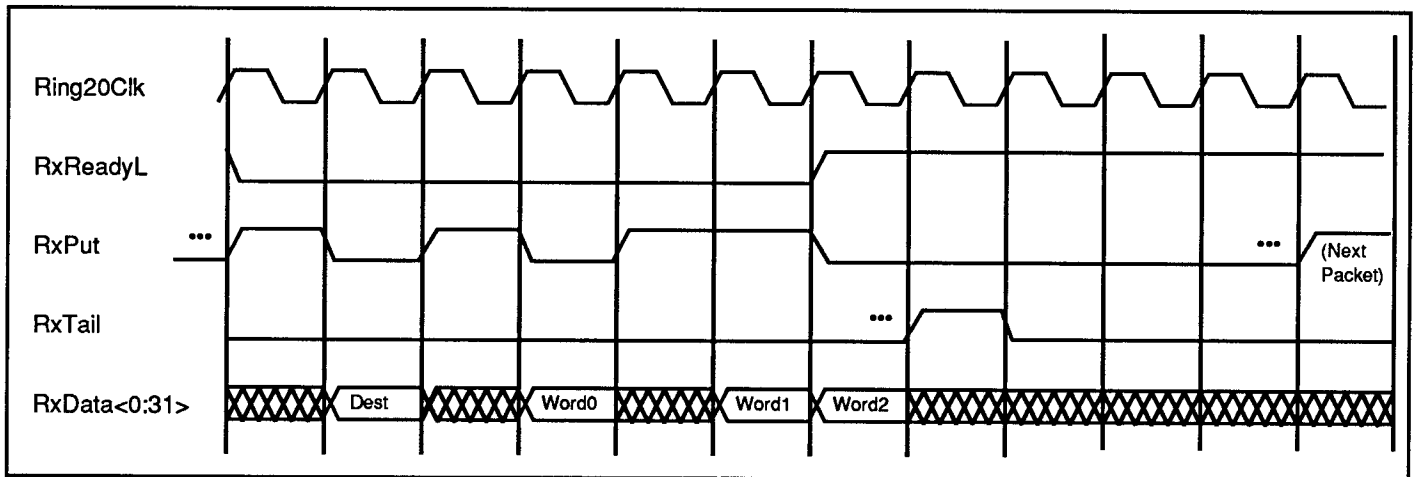 Ring20Clk
RxReadyL
RxPut
•••
•••
(Next
Packet)
RxTail
•••
RxData<0:31>
Dest
Word0
Word1
Word2